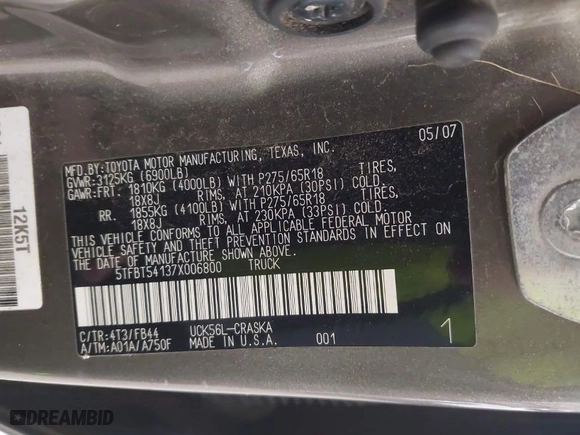 05/07
MFD.BY:TOYOTA MOTOR MANUFACTURING, TEXAS, INC.
GVWR:3125KG (6900LB)
GAWR:FRT. 1810KG (4000LB) WITH P275/65R18 TIRES,
18X8J RIMS, AT 210KPA (30PSI) COLD
RR. 1855KG (4100LB) WITH P275/65R18 TIRES,
18X8J RIMS, AT 230KPA (33PSI) COLD.
THIS VEHICLE CONFORMS TO ALL APPLICABLE FEDERAL MOTOR
VEHICLE SAFETY STANDARDS IN EFFECT ON THE DATE OF
MANUFACTURE SHOWN ABOVE.
5TFBT54137X006800 TRUCK
C/TR:4T3/FB44 UCK56L-CRASKA
A/TM:A01A/A750F MADE IN U.S.A. 001
1
12K5T
DREAMBID